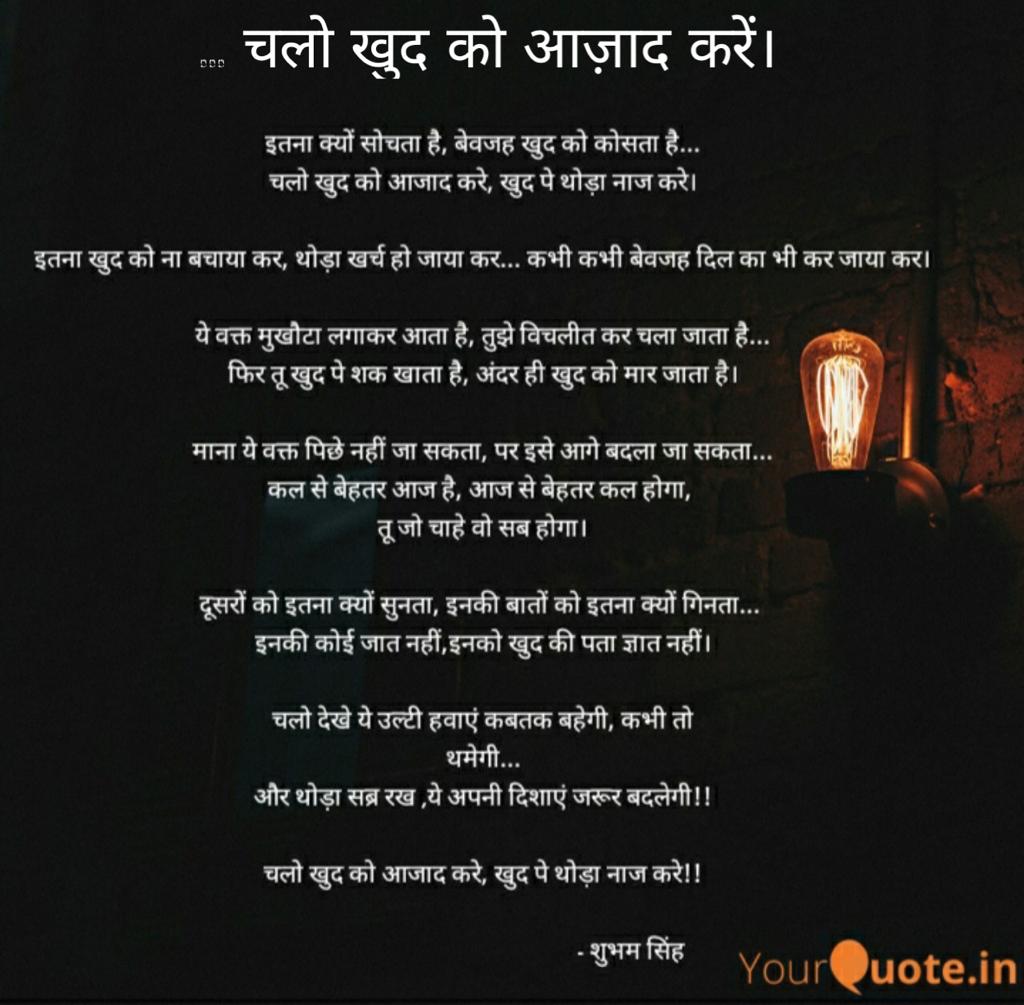 ... चलो खुद को आज़ाद करें।
इतना क्यों सोचता है, बेवजह खुद को कोसता है...
चलो खुद को आजाद करे, खुद पे थोड़ा नाज करे।
इतना खुद को ना बचाया कर, थोड़ा खर्च हो जाया कर... कभी कभी बेवजह दिल का भी कर जाया कर।
ये वक्त मुखौटा लगाकर आता है, तुझे विचलीत कर चला जाता है...
फिर तू खुद पे शक खाता है, अंदर ही खुद को मार जाता है।
माना ये वक्त पिछे नहीं जा सकता, पर इसे आगे बदला जा सकता...
कल से बेहतर आज है, आज से बेहतर कल होगा,
तू जो चाहे वो सब होगा।
दूसरों को इतना क्यों सुनता, इनकी बातों को इतना क्यों गिनता...
इनकी कोई जात नहीं,इनको खुद की पता ज्ञात नहीं।
चलो देखे ये उल्टी हवाएं कबतक बहेगी, कभी तो
थमेगी...
और थोड़ा सब्र रख ,ये अपनी दिशाएं जरूर बदलेगी!!
चलो खुद को आजाद करे, खुद पे थोड़ा नाज करे!!
- शुभम सिंह
YourQuote.in